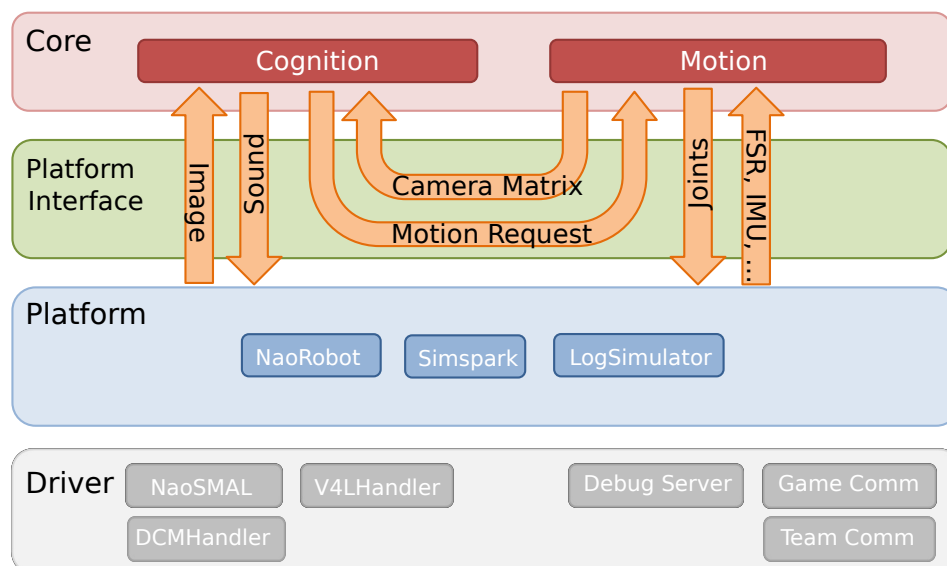 Core
Cognition
Motion
Platform
Interface
Image
Sound
Camera Matrix
Motion Request
Joints
FSR, IMU, ...
Platform
NaoRobot
Simspark
LogSimulator
Driver
NaoSMAL
V4LHandler
Debug Server
Game Comm
DCMHandler
Team Comm